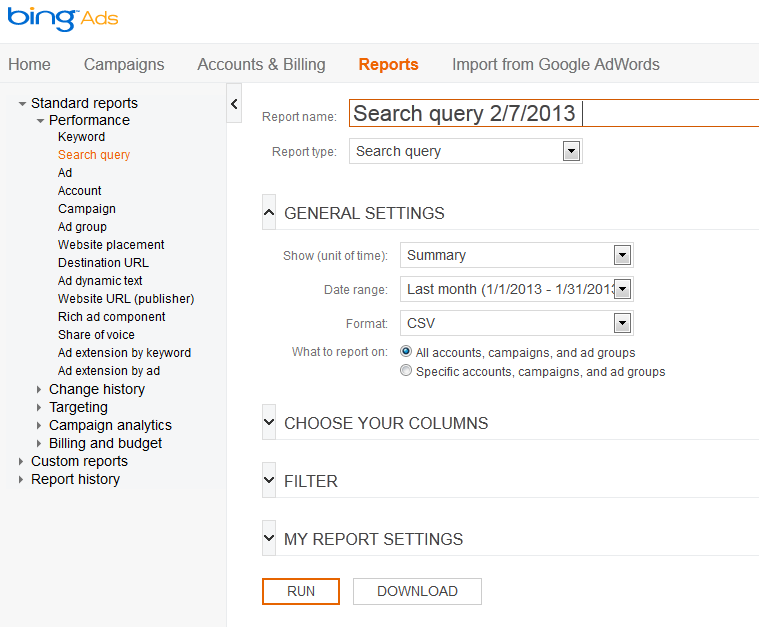 bing Ads
Home Campaigns Accounts & Billing Reports Import from Google AdWords
Standard reports
Performance
Keyword
Search query
Ad
Account
Campaign
Ad group
Website placement
Destination URL
Ad dynamic text
Website URL (publisher)
Rich ad component
Share of voice
Ad extension by keyword
Ad extension by ad
Change history
Targeting
Campaign analytics
Billing and budget
Custom reports
Report history
Report name: Search query 2/7/2013
Report type: Search query
GENERAL SETTINGS
Show (unit of time): Summary
Date range: Last month (1/1/2013 - 1/31/2013
Format: CSV
What to report on: All accounts, campaigns, and ad groups
Specific accounts, campaigns, and ad groups
CHOOSE YOUR COLUMNS
FILTER
MY REPORT SETTINGS
RUN DOWNLOAD